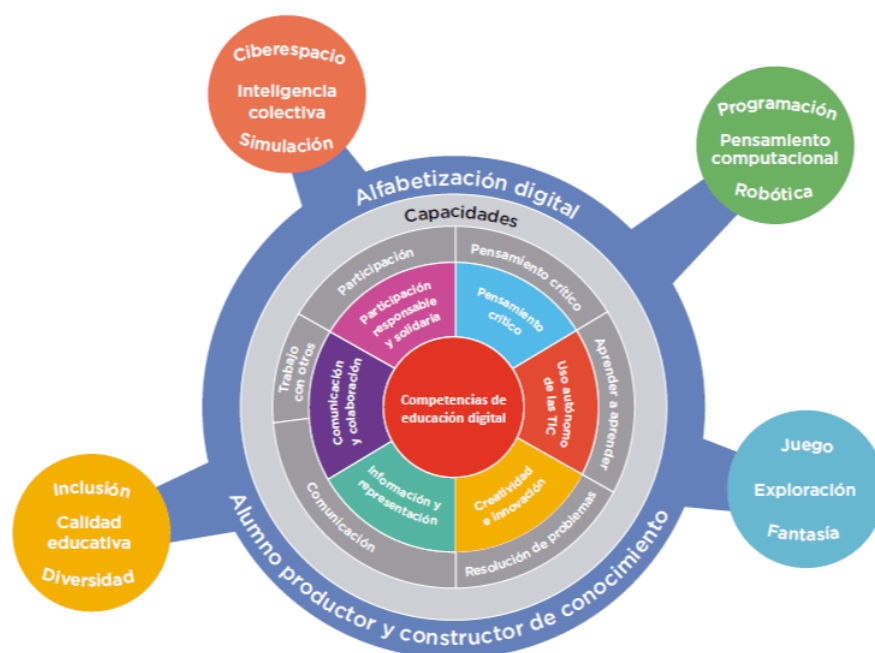 Ciberespacio
Inteligencia
colectiva
Simulación
Programación
Pensamiento
computacional
Robótica
Alfabetización digital
Capacidades
Participación
Pensamiento crítico
Trabajo
con otros
Aprender a aprender
Comunicación
Resolución de problemas
Participación
responsable
y solidaria
Pensamiento
crítico
Comunicación
y colaboración
Uso autónomo
de las TIC
Información y
representación
Creatividad
e innovación
Competencias de
educación digital
Inclusión
Calidad
educativa
Diversidad
Juego
Exploración
Fantasía
Alumno productor y constructor de conocimiento